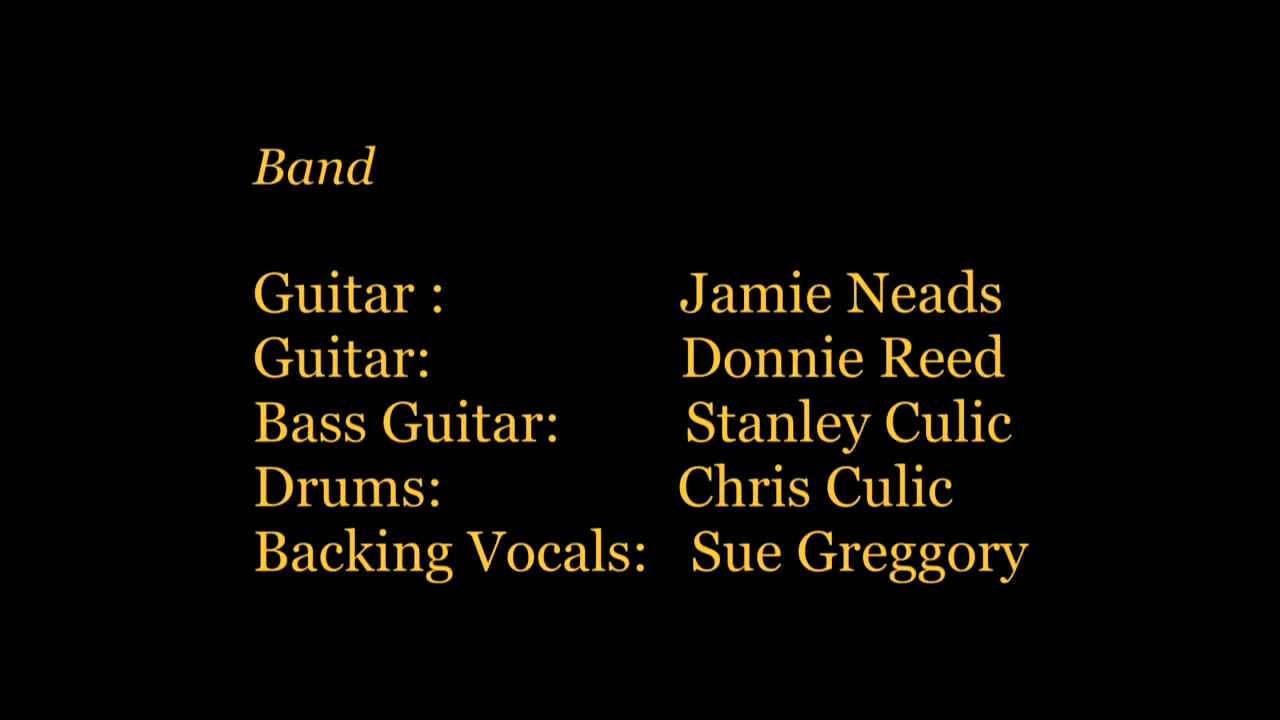 Band
Guitar : Jamie Neads
Guitar: Donnie Reed
Bass Guitar: Stanley Culic
Drums: Chris Culic
Backing Vocals: Sue Greggory